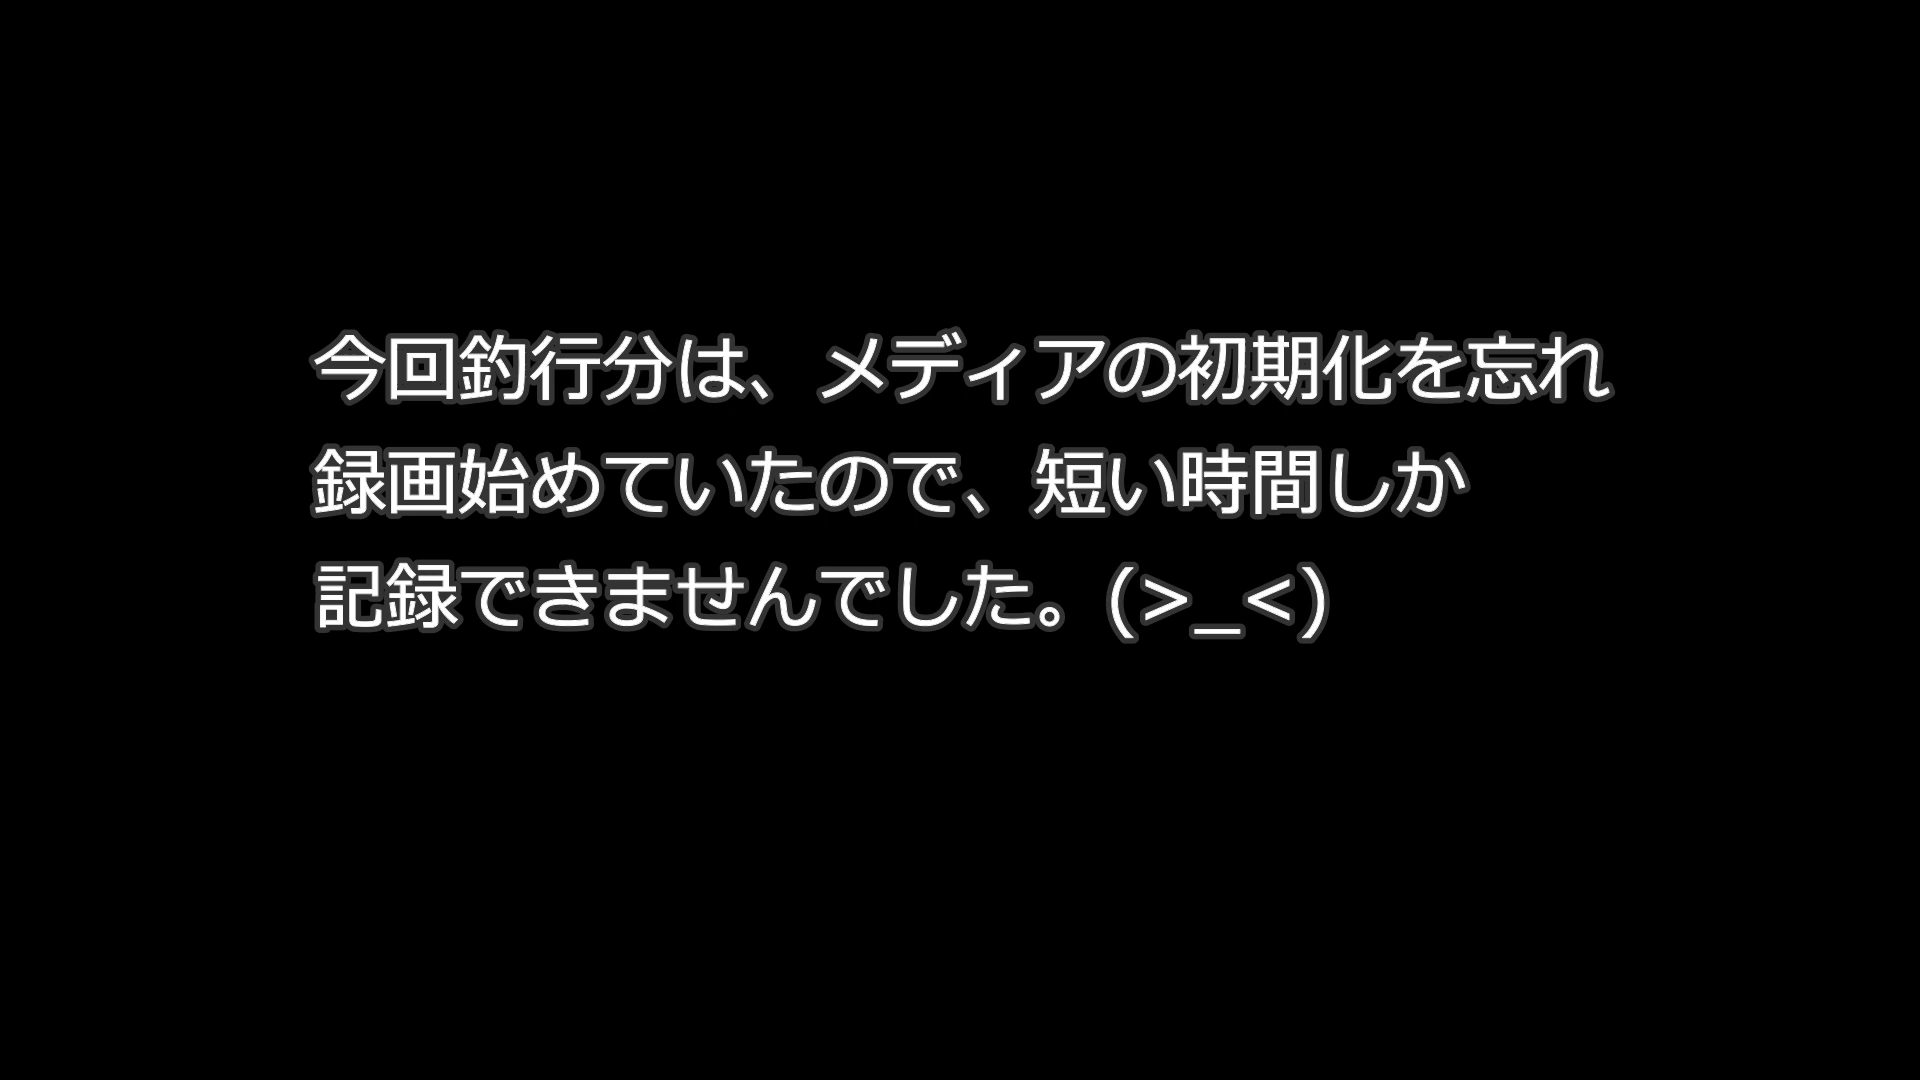 今回釣行分は、メディアの初期化を忘れ
録画始めていたので、短い時間しか
記録できませんでした。(>_<)